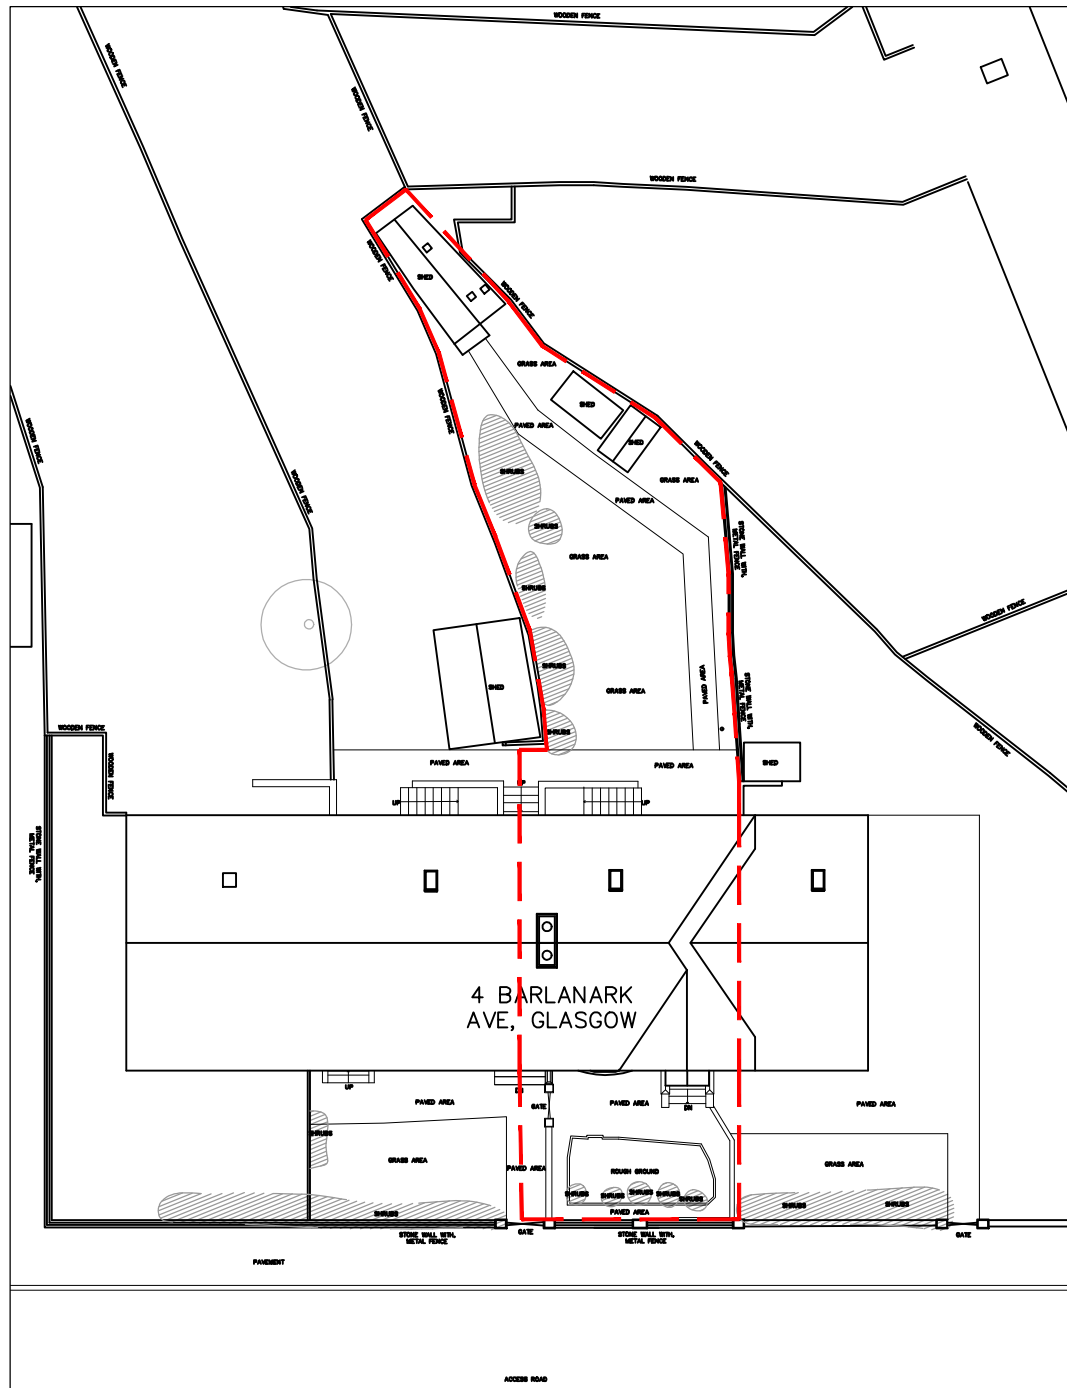 WOODEN FENCE
WOODEN FENCE
WOODEN FENCE
WOODEN FENCE
WOODEN FENCE
SHED
WOODEN FENCE
GRASS AREA
WOODEN FENCE
SHED
WOODEN FENCE
PAVED AREA
SHED
WOODEN FENCE
SHRUBS
GRASS AREA
WOODEN FENCE
PAVED AREA
SHRUBS
STONE WALL WITH,
METAL FENCE
GRASS AREA
SHRUBS
WOODEN FENCE
SHRUBS
PAVED AREA
SHED
GRASS AREA
STONE WALL WITH,
METAL FENCE
WOODEN FENCE
SHRUBS
WOODEN FENCE
PAVED AREA
PAVED AREA
SHED
WOODEN FENCE
UP
UP
UP
STONE WALL WITH,
METAL FENCE
4 BARLANARK
AVE, GLASGOW
UP
DN
PAVED AREA
GATE
PAVED AREA
DN
PAVED AREA
SHRUBS
GRASS AREA
PAVED AREA
ROUGH GROUND
GRASS AREA
SHRUBS
SHRUBS
SHRUBS
SHRUBS
SHRUBS
SHRUBS
SHRUBS
SHRUBS
PAVED AREA
STONE WALL WITH,
METAL FENCE
GATE
STONE WALL WITH,
METAL FENCE
GATE
PAVEMENT
ACCESS ROAD